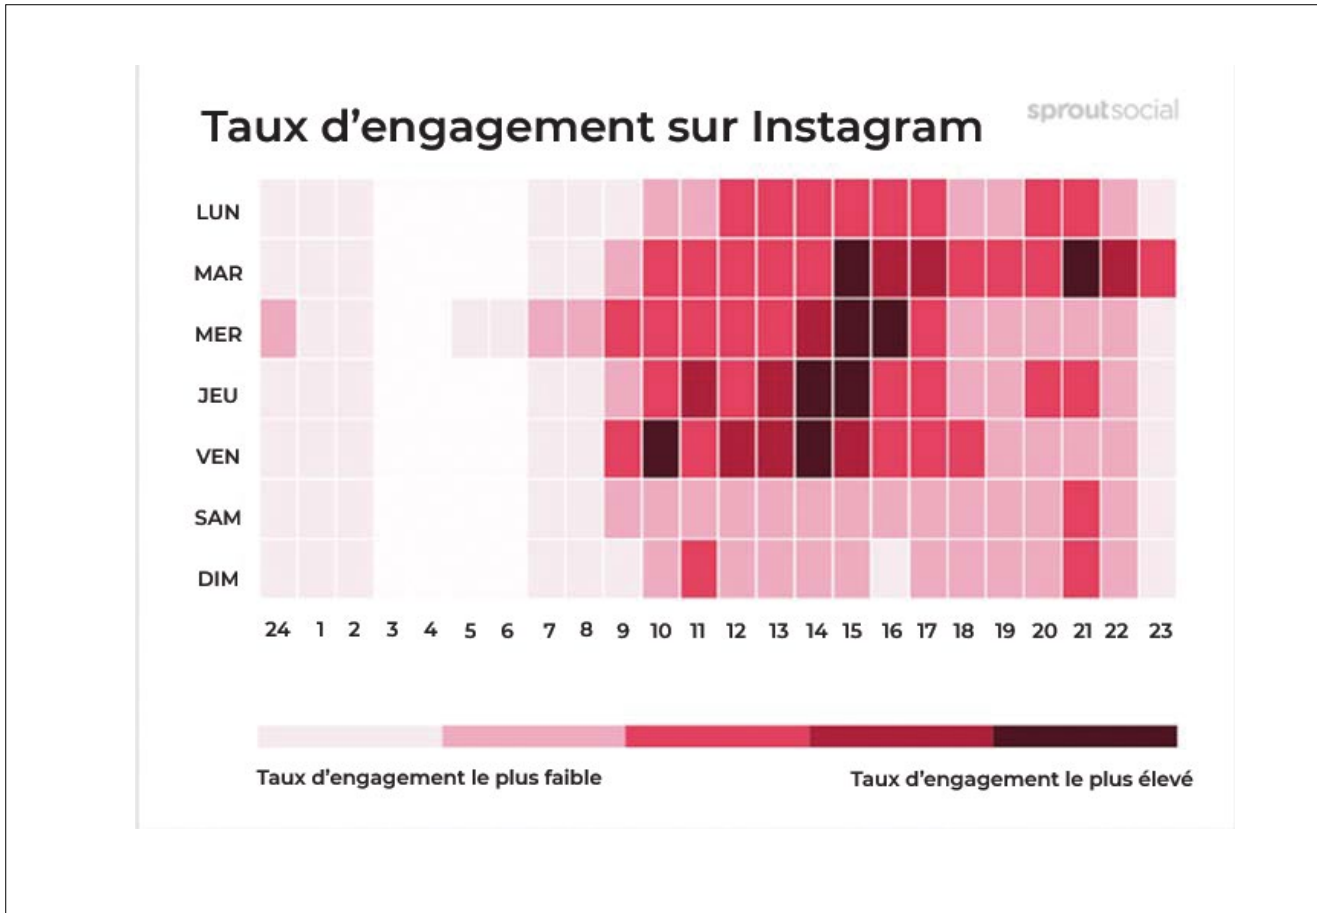 Taux d'engagement sur Instagram
sproutsocial
LUN
MAR
MER
JEU
VEN
SAM
DIM
24 1 2 3 4 5 6 7 8 9 10 11 12 13 14 15 16 17 18 19 20 21 22 23
Taux d'engagement le plus faible
Taux d'engagement le plus élevé